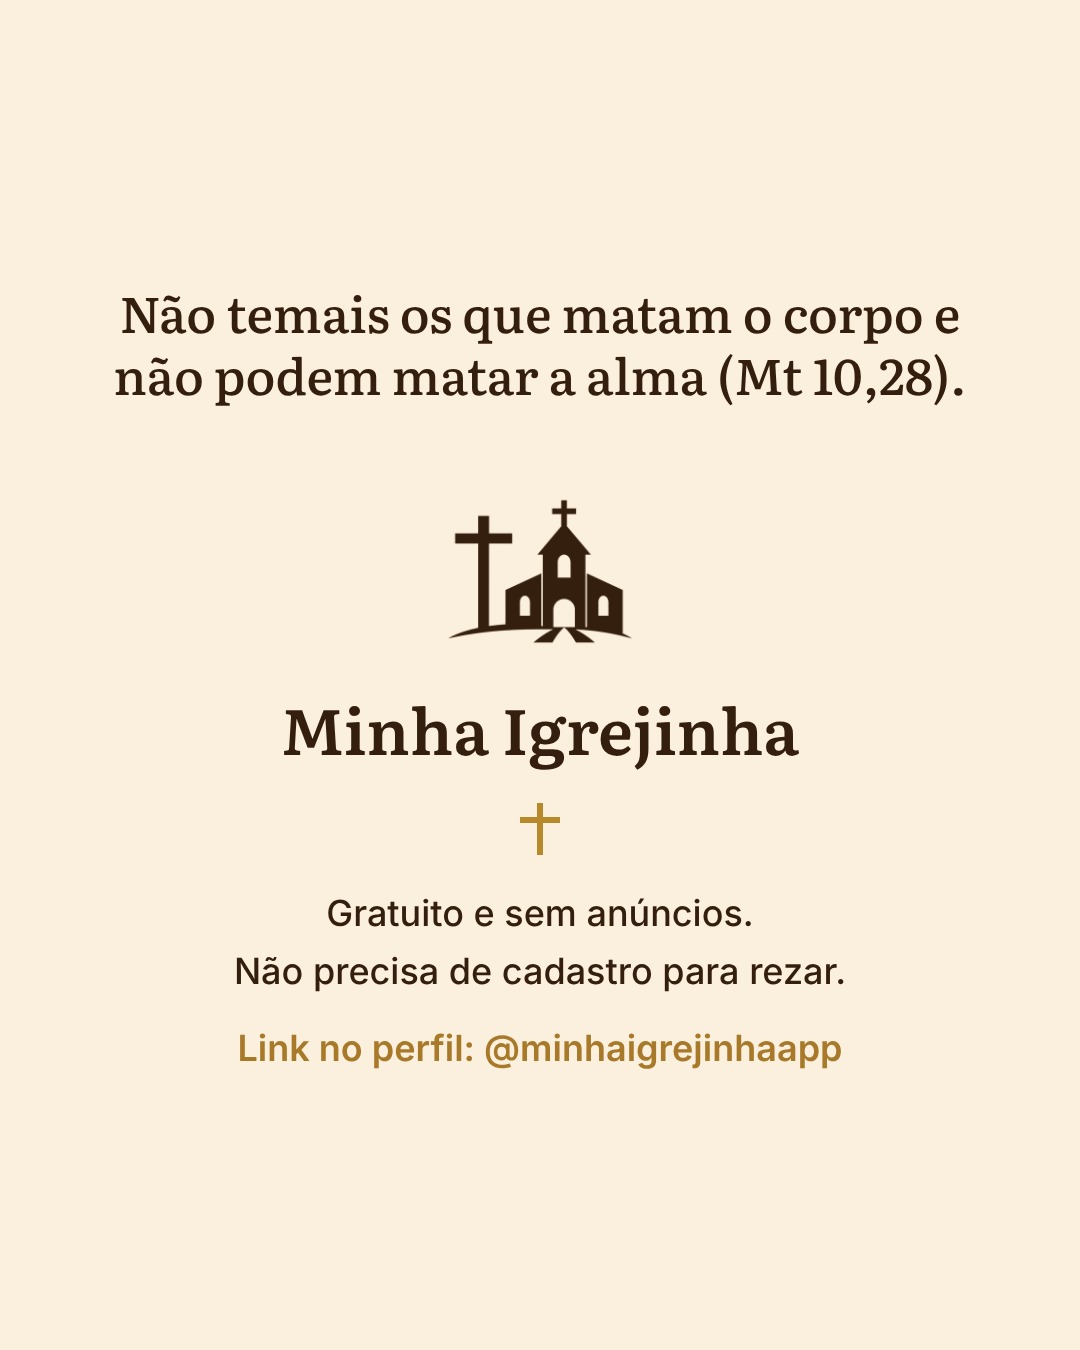 Não temais os que matam o corpo e
não podem matar a alma (Mt 10,28).
Minha Igrejinha
Gratuito e sem anúncios.
Não precisa de cadastro para rezar.
Link no perfil: @minhaigrejinhaapp